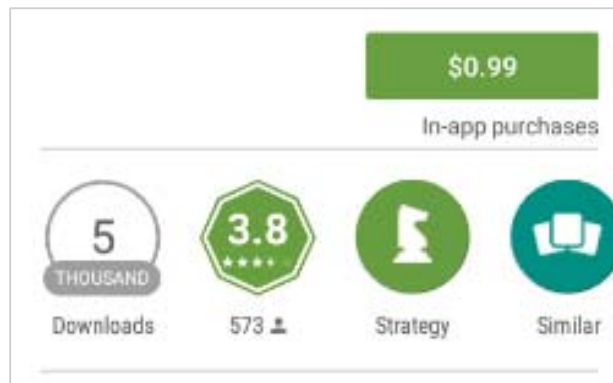 $0.99
In-app purchases
5
THOUSAND
Downloads
3.8
573
Strategy
Similar